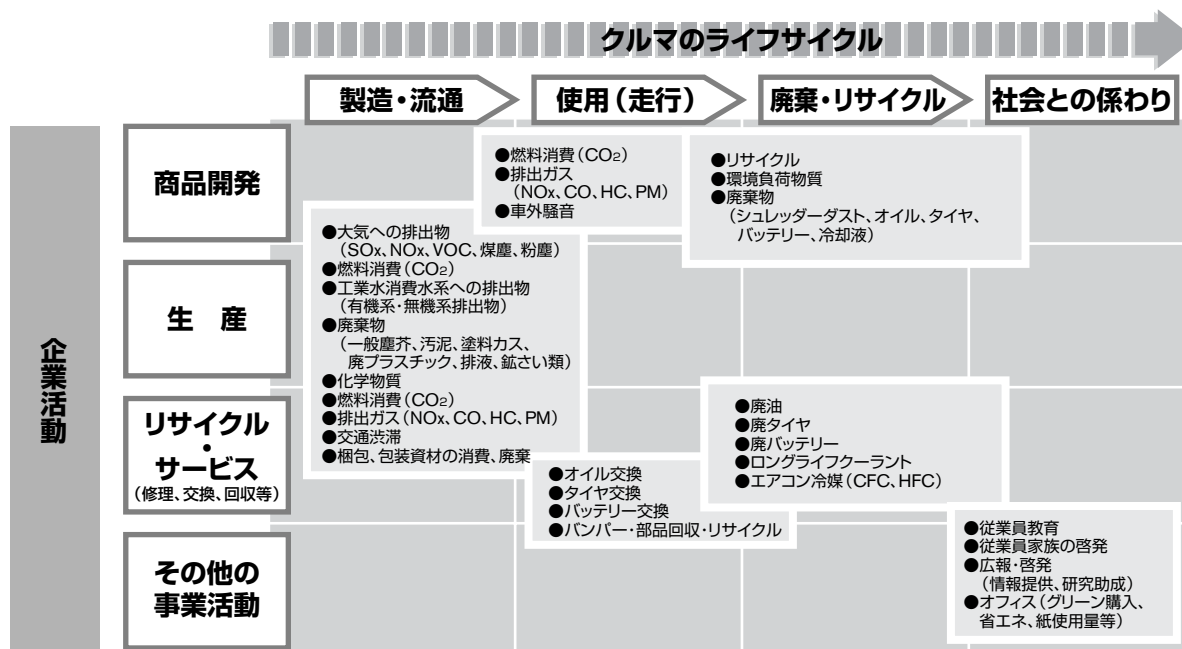 クルマのライフサイクル
製造・流通
使用(走行)
廃棄・リサイクル
社会との係わり
企業活動
商品開発
生 産
リサイクル
・
サービス
(修理、交換、回収等)
その他の
事業活動
●燃料消費(CO2)
●排出ガス
(NOx、CO、HC、PM)
●車外騒音
●リサイクル
●環境負荷物質
●廃棄物
(シュレッダーダスト、オイル、タイヤ、
バッテリー、冷却液)
●大気への排出物
(SOx、NOx、VOC、煤塵、粉塵)
●燃料消費(CO2)
●工業水消費水系への排出物
(有機系・無機系排出物)
●廃棄物
(一般塵芥、汚泥、塗料カス、
廃プラスチック、排液、鉱さい類)
●化学物質
●燃料消費(CO2)
●排出ガス(NOx、CO、HC、PM)
●交通渋滞
●梱包、包装資材の消費、廃棄
●廃油
●廃タイヤ
●廃バッテリー
●ロングライフクーラント
●エアコン冷媒(CFC、HFC)
●オイル交換
●タイヤ交換
●バッテリー交換
●バンパー・部品回収・リサイクル
●従業員教育
●従業員家族の啓発
●広報・啓発
(情報提供、研究助成)
●オフィス(グリーン購入、
省エネ、紙使用量等)